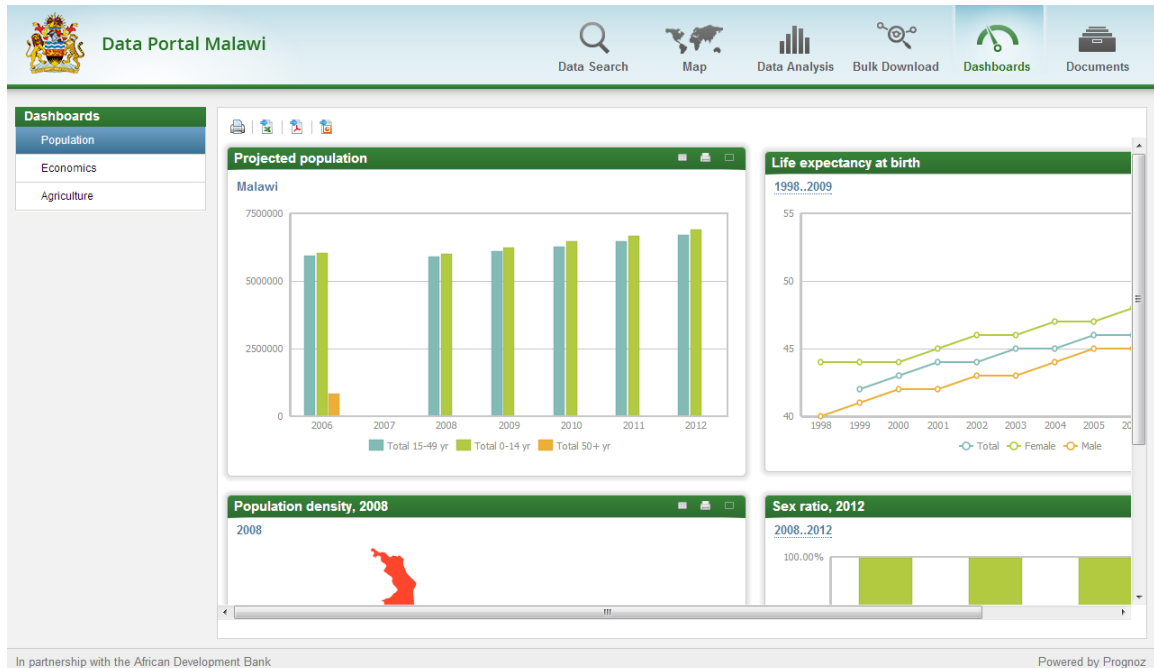 Data Portal Malawi
Data Search
Map
Data Analysis
Bulk Download
Dashboards
Documents
Dashboards
Population
Economics
Agriculture
Projected population
Malawi
7500000
5000000
2500000
0
2006 2007 2008 2009 2010 2011 2012
Total 15-49 yr Total 0-14 yr Total 50+ yr
Life expectancy at birth
1998..2009
55
50
45
40
1998 1999 2000 2001 2002 2003 2004 2005 20
Total Female Male
Population density, 2008
2008
Sex ratio, 2012
2008..2012
100.00%
In partnership with the African Development Bank
Powered by Prognoz